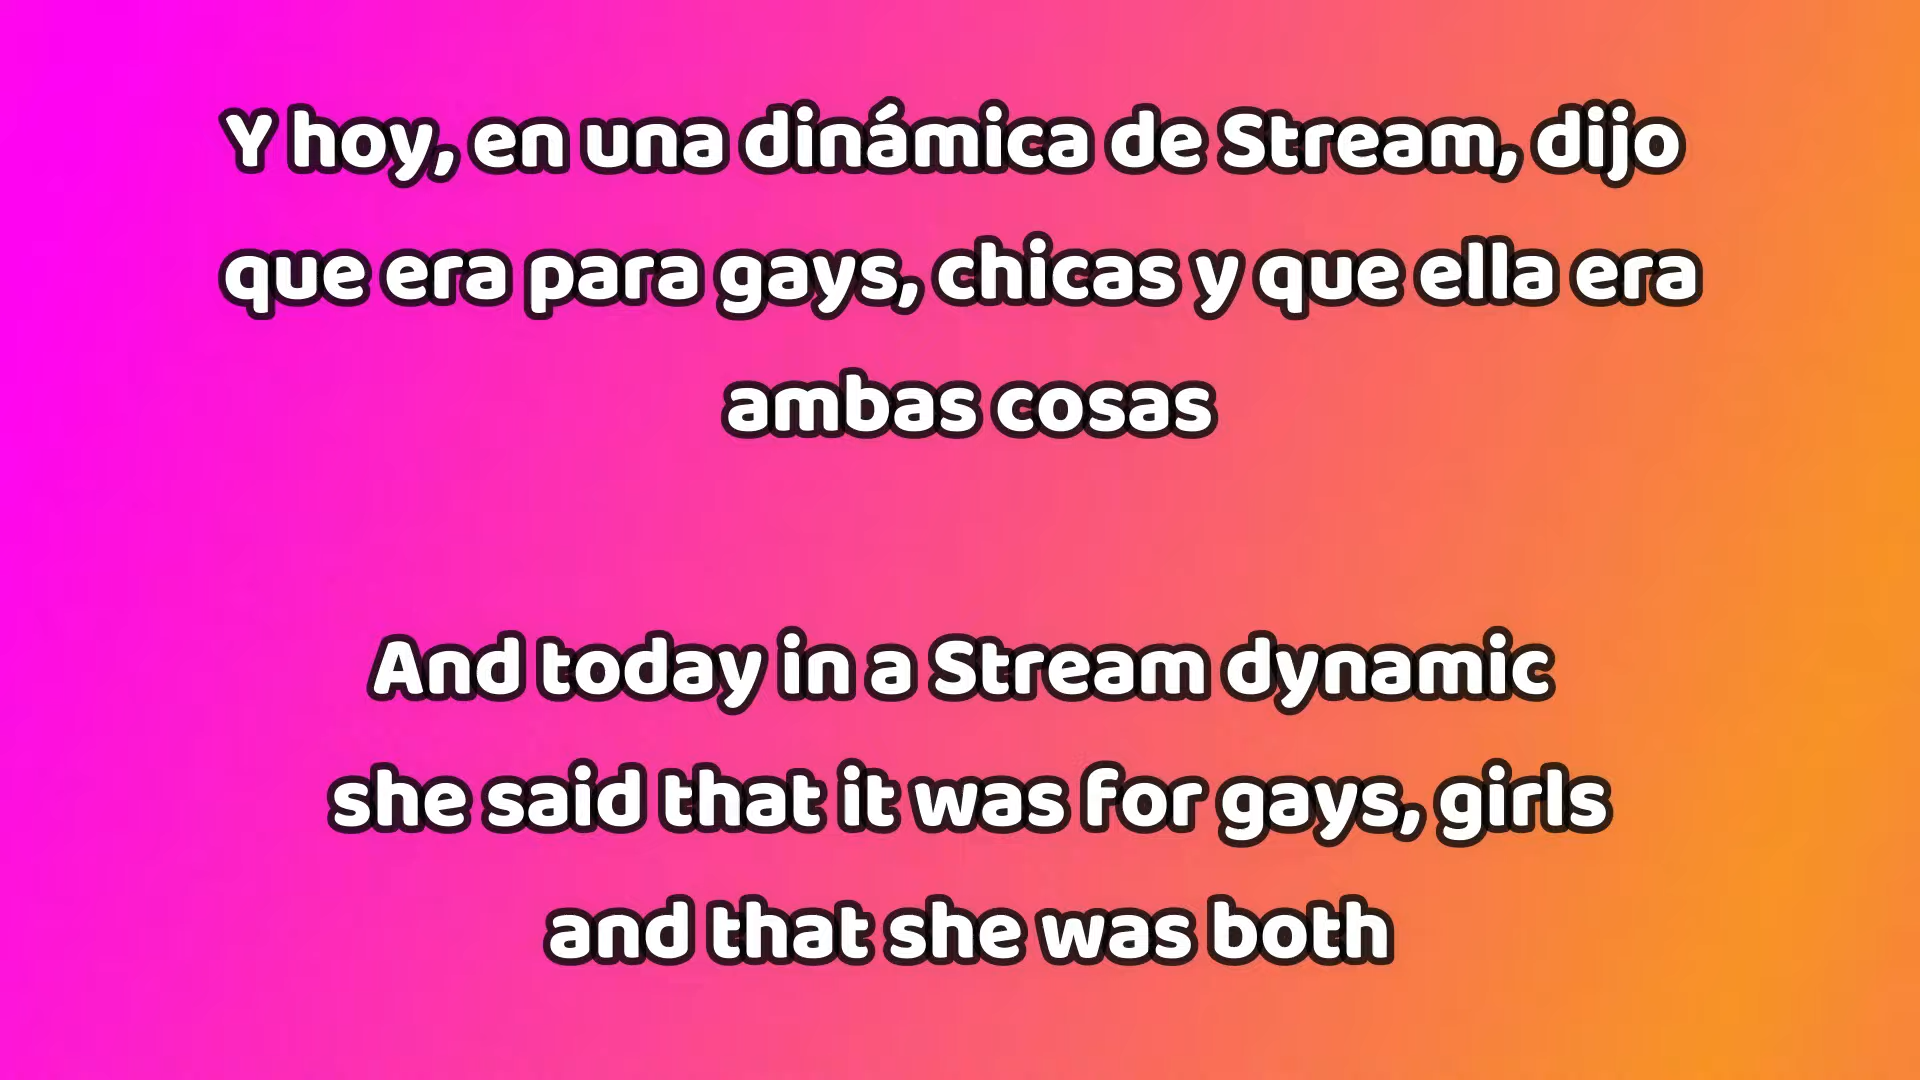 Y hoy, en una dinámica de Stream, dijo
que era para gays, chicas y que ella era
ambas cosas
And today in a Stream dynamic
she said that it was for gays, girls
and that she was both